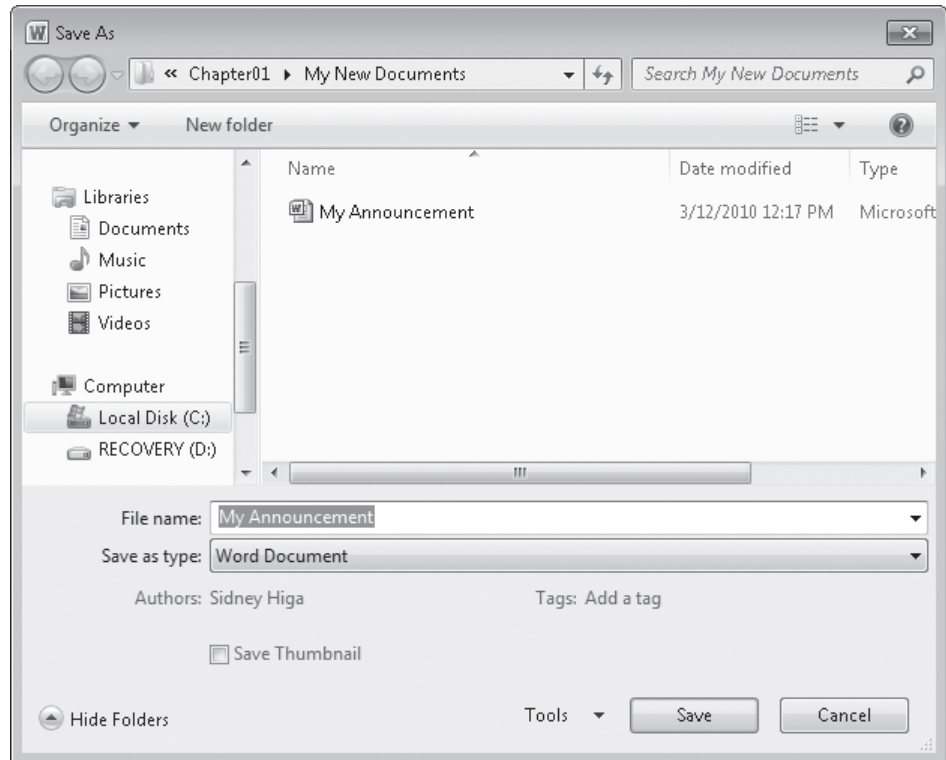 Save As
« Chapter01 ▸ My New Documents
Search My New Documents
Organize
New folder
Name
Date modified
Type
Libraries
Documents
Music
Pictures
Videos
Computer
Local Disk (C:)
RECOVERY (D:)
My Announcement 3/12/2010 12:17 PM Microsoft
File name: My Announcement
Save as type: Word Document
Authors: Sidney Higa Tags: Add a tag
Save Thumbnail
Hide Folders
Tools
Save
Cancel